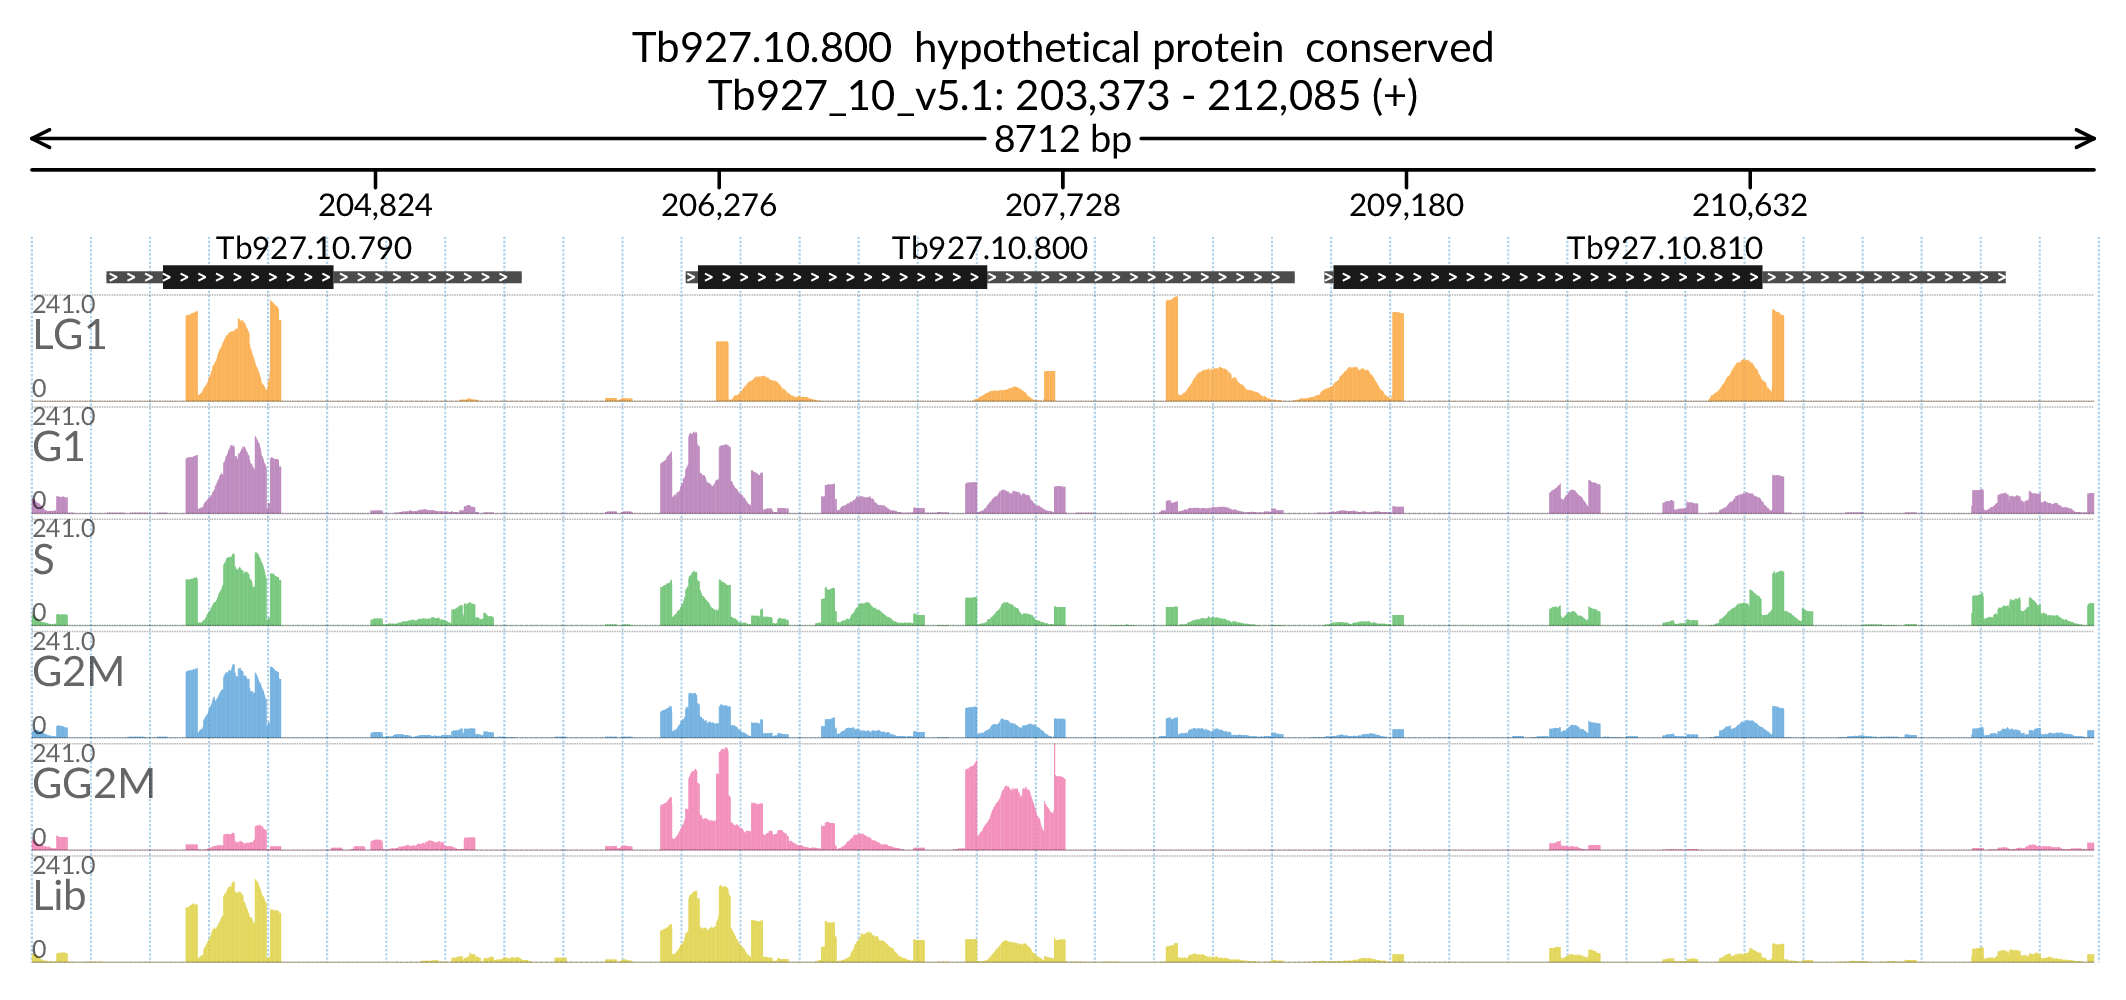 Tb927.10.800  hypothetical protein  conserved
Tb927_10_v5.1: 203,373 - 212,085 (+)
8712 bp
204,824 206,276 207,728 209,180 210,632
Tb927.10.790 Tb927.10.800 Tb927.10.810
241.0
LG1
0
241.0
G1
0
241.0
S
0
241.0
G2M
0
241.0
GG2M
0
241.0
Lib
0